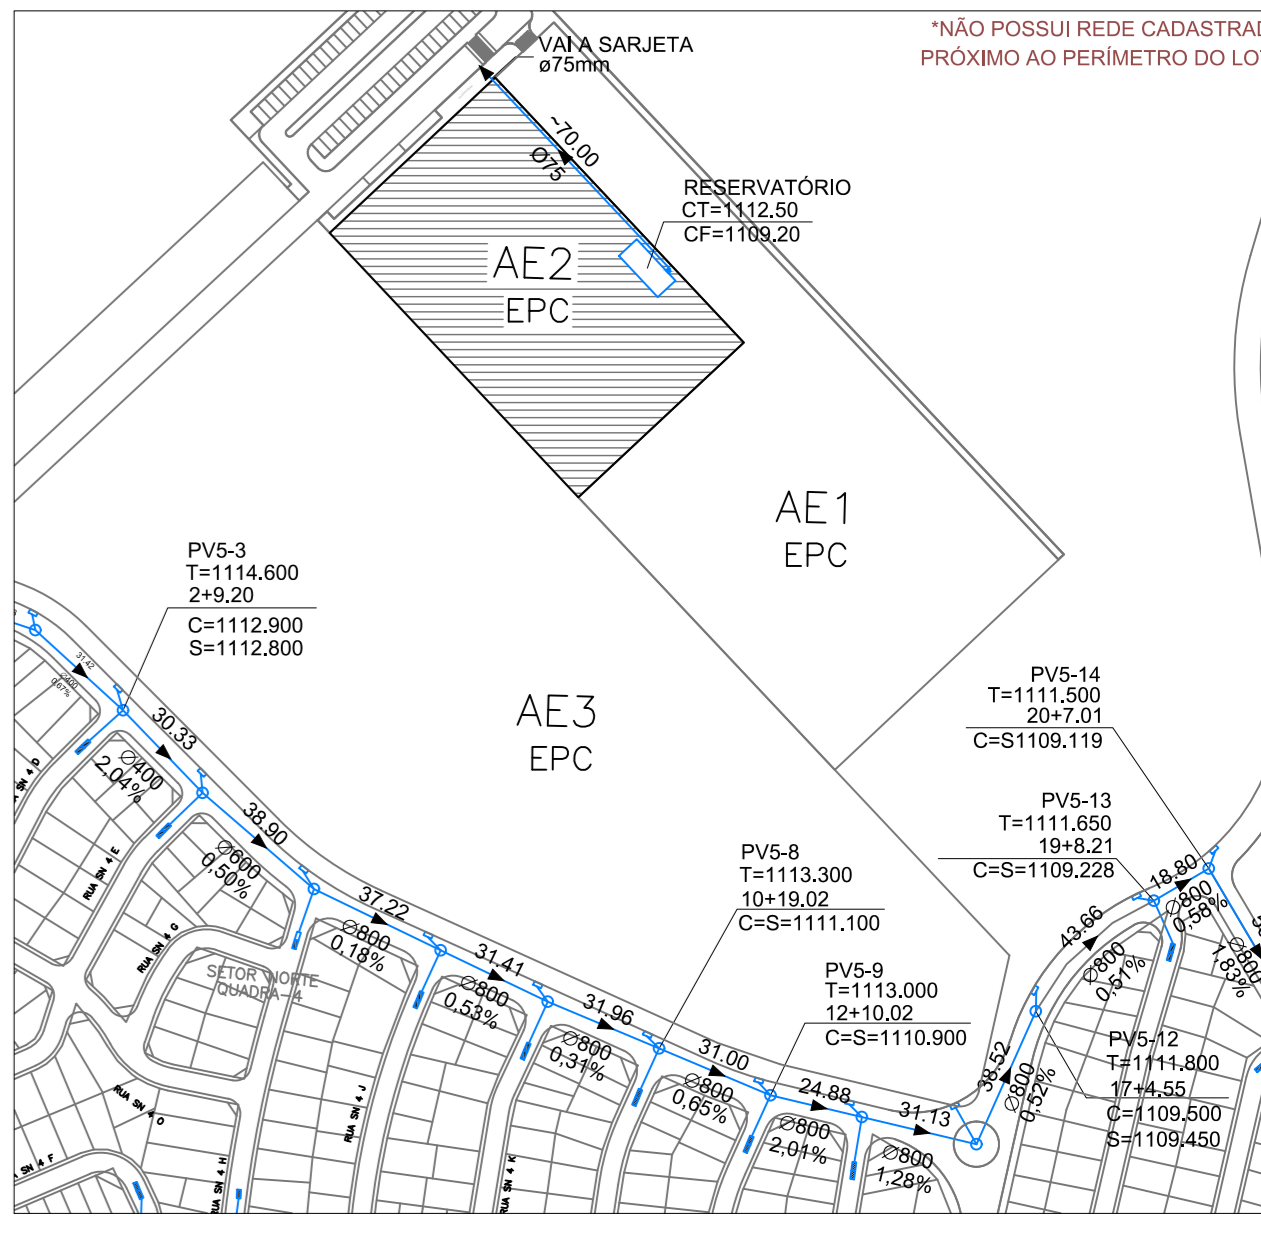 *NÃO POSSUI REDE CADASTRAD
PRÓXIMO AO PERÍMETRO DO LOT
VAI A SARJETA
ø75mm
~70.00
Ø75
RESERVATÓRIO
CT=1112.50
CF=1109.20
AE2
EPC
AE1
EPC
AE3
EPC
PV5-3
T=1114.600
2+9.20
C=1112.900
S=1112.800
31.42
Ø400
0,67%
30.33
Ø400
2,04%
38.90
Ø600
0,50%
37.22
Ø800
0,18%
31.41
Ø800
0,53%
31.96
Ø800
0,31%
PV5-8
T=1113.300
10+19.02
C=S=1111.100
31.00
Ø800
0,65%
PV5-9
T=1113.000
12+10.02
C=S=1110.900
24.88
Ø800
2,01%
31.13
Ø800
1,28%
38.52
Ø800
0,52%
PV5-12
T=1111.800
17+4.55
C=1109.500
S=1109.450
43.66
Ø800
0,51%
PV5-13
T=1111.650
19+8.21
C=S=1109.228
18.80
Ø800
0,58%
PV5-14
T=1111.500
20+7.01
C=S1109.119
Ø800
1,83%
SETOR NORTE
QUADRA-4
RUA SN 4 E
RUA SN 4 G
RUA SN 4 O
RUA SN 4 H
RUA SN 4 J
RUA SN 4 K
A SN 4 F
SN 4 D